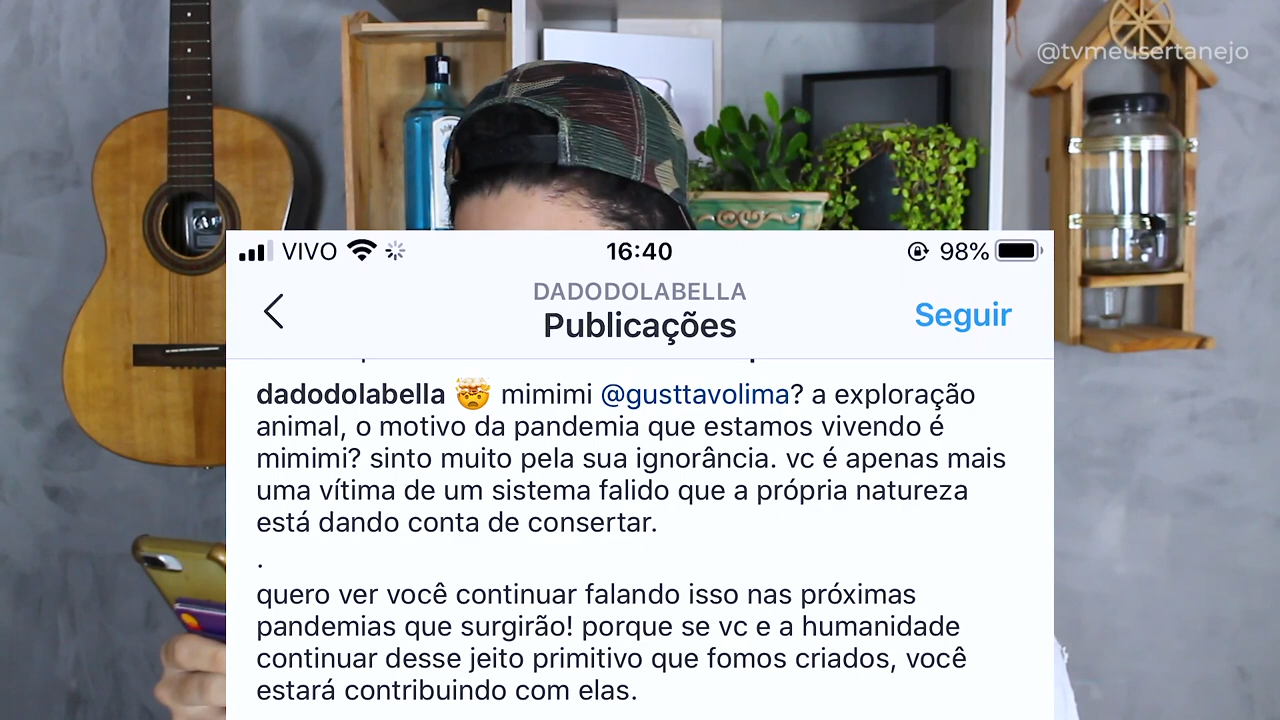 @tvmeusertanejo
VIVO 16:40 98%
DADODOLABELLA
Publicações
Seguir
dadodolabella 🤯 mimimi @gusttavolima? a exploração
animal, o motivo da pandemia que estamos vivendo é
mimimi? sinto muito pela sua ignorância. vc é apenas mais
uma vítima de um sistema falido que a própria natureza
está dando conta de consertar.
.
quero ver você continuar falando isso nas próximas
pandemias que surgirão! porque se vc e a humanidade
continuar desse jeito primitivo que fomos criados, você
estará contribuindo com elas.